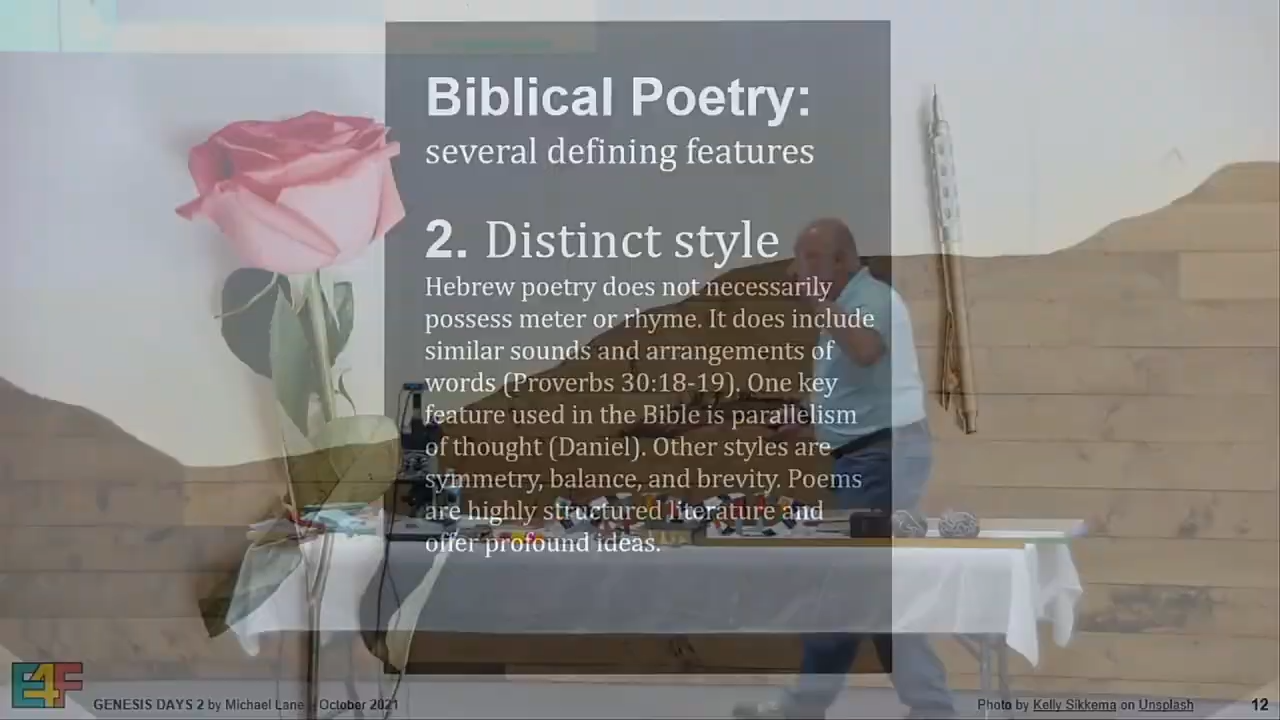 Biblical Poetry:
several defining features
2. Distinct style
Hebrew poetry does not necessarily
possess meter or rhyme. It does include
similar sounds and arrangements of
words (Proverbs 30:18-19). One key
feature used in the Bible is parallelism
of thought (Daniel). Other styles are
symmetry, balance, and brevity. Poems
are highly structured literature and
offer profound ideas.
E4F
GENESIS DAYS 2 by Michael Lane - October 2021
Photo by Kelly Sikkema on Unsplash
12